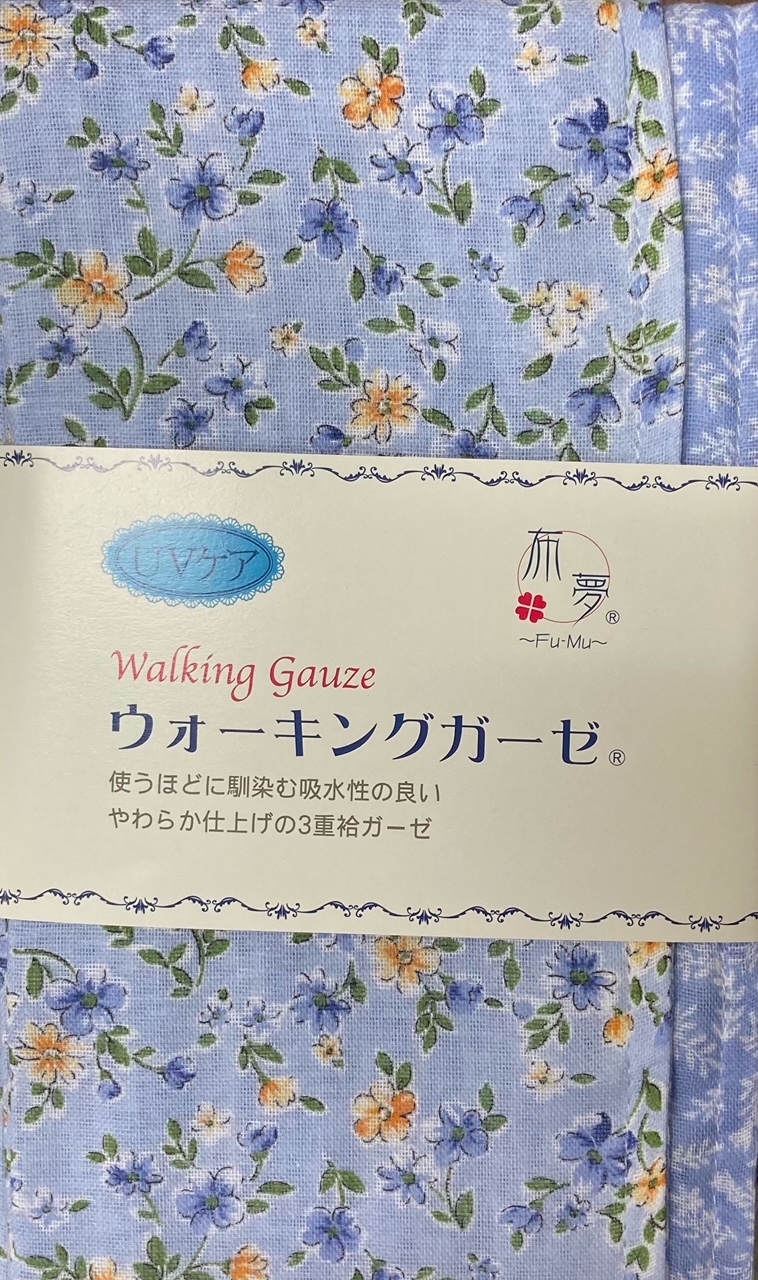 UVケア
布夢®
~Fu-Mu~
Walking Gauze
ウォーキングガーゼ®
使うほどに馴染む吸水性の良い
やわらか仕上げの3重袷ガーゼ